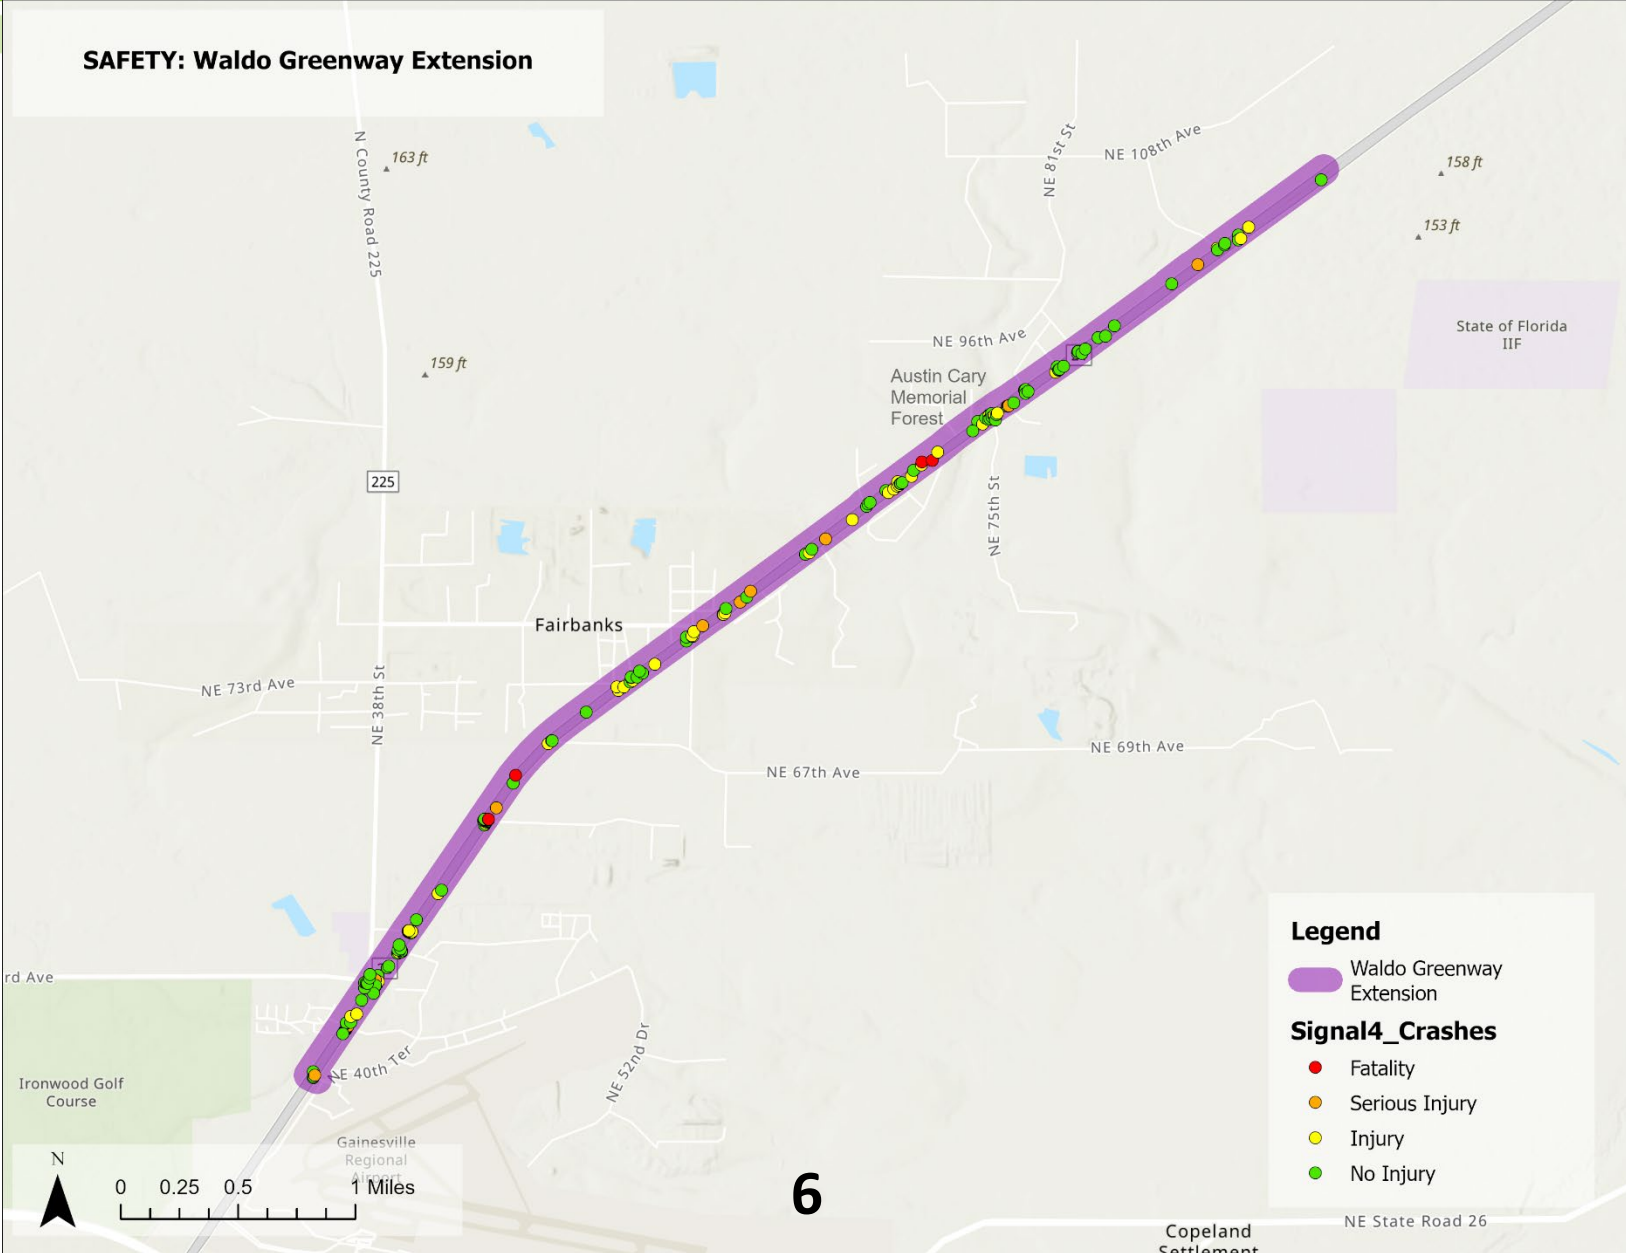 SAFETY: Waldo Greenway Extension
N County Road 225
163 ft
159 ft
225
NE 81st St
NE 108th Ave
158 ft
153 ft
State of Florida
IIF
NE 96th Ave
Austin Cary
Memorial
Forest
NE 75th St
Fairbanks
NE 73rd Ave
NE 38th St
NE 69th Ave
NE 67th Ave
rd Ave
NE 40th Ter
NE 52nd Dr
Ironwood Golf
Course
Gainesville
Regional
Airport
N
0 0.25 0.5 1 Miles
6
Legend
Waldo Greenway
Extension
Signal4_Crashes
Fatality
Serious Injury
Injury
No Injury
NE State Road 26
Copeland
Settlement